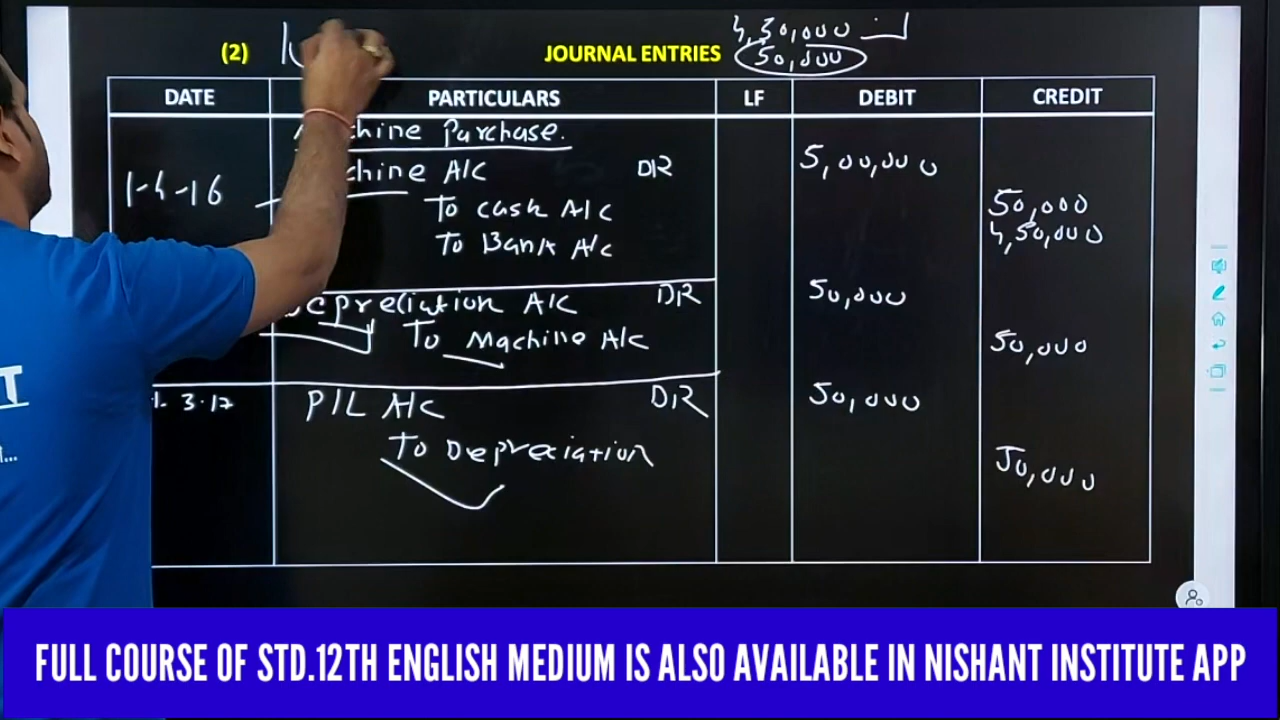 4,50,000
(2) JOURNAL ENTRIES 50,000
DATE PARTICULARS LF DEBIT CREDIT
chine Purchase.
1-4-16 chine A/C DR 5,00,000
To cash A/C 50,000
To Bank A/c 4,50,000
epreciation A/C DR 50,000
To Machine A/C 50,000
3.17 P/L A/C DR 50,000
To Depreciation 50,000
T
FULL COURSE OF STD.12TH ENGLISH MEDIUM IS ALSO AVAILABLE IN NISHANT INSTITUTE APP